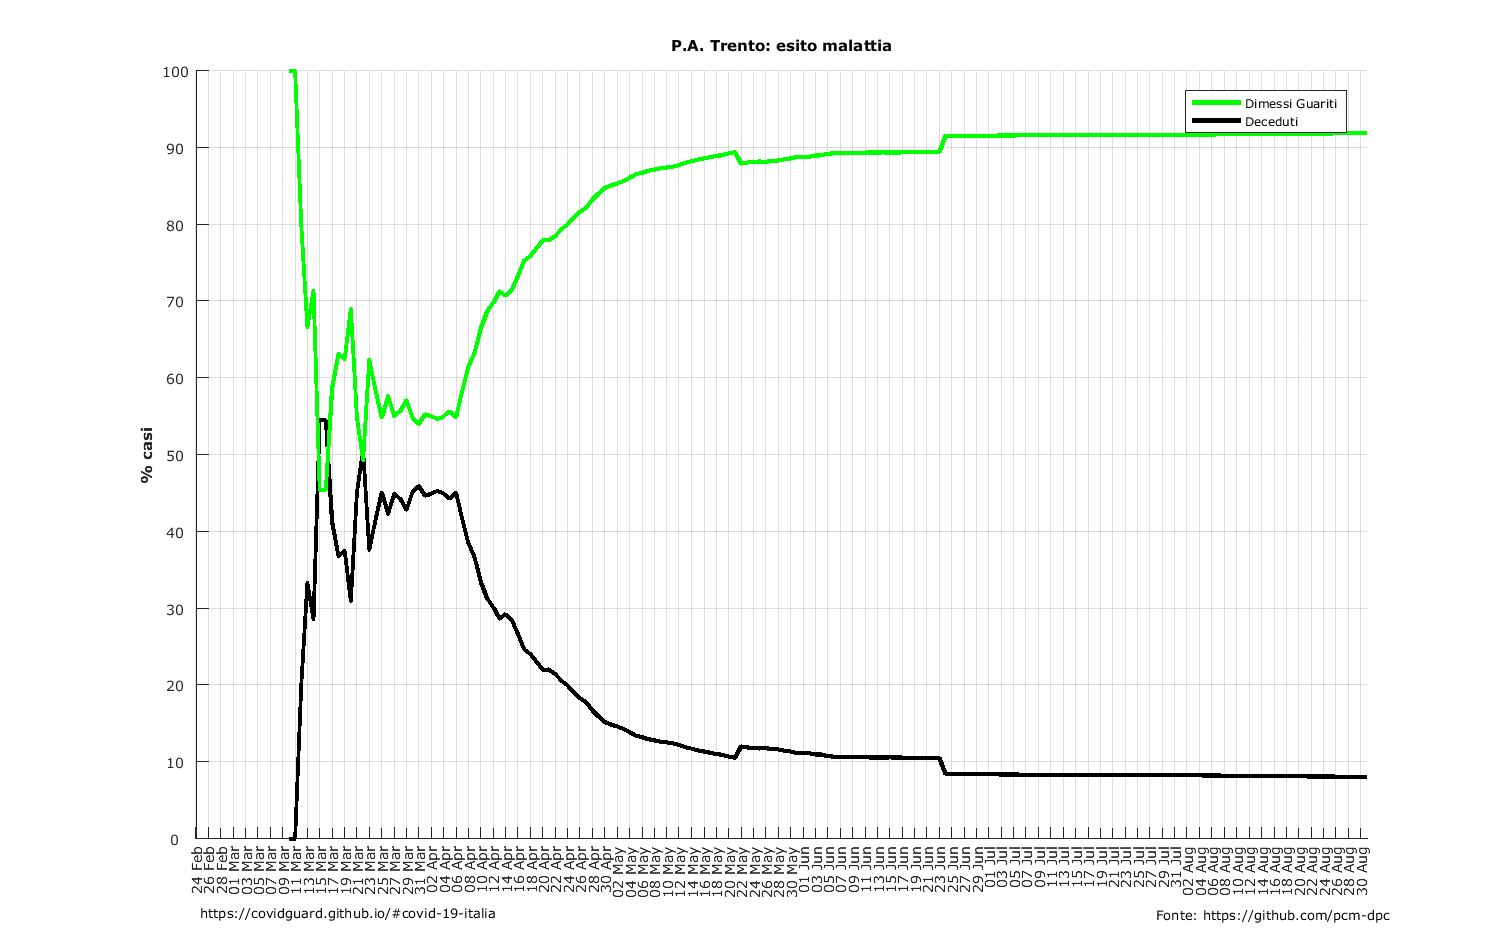 P.A. Trento: esito malattia
Dimessi Guariti
Deceduti
% casi
100
90
80
70
60
50
40
30
20
10
0
24 Feb
26 Feb
28 Feb
01 Mar
03 Mar
05 Mar
07 Mar
09 Mar
11 Mar
13 Mar
15 Mar
17 Mar
19 Mar
21 Mar
23 Mar
25 Mar
27 Mar
29 Mar
31 Mar
02 Apr
04 Apr
06 Apr
08 Apr
10 Apr
12 Apr
14 Apr
16 Apr
18 Apr
20 Apr
22 Apr
24 Apr
26 Apr
28 Apr
30 Apr
02 May
04 May
06 May
08 May
10 May
12 May
14 May
16 May
18 May
20 May
22 May
24 May
26 May
28 May
30 May
01 Jun
03 Jun
05 Jun
07 Jun
09 Jun
11 Jun
13 Jun
15 Jun
17 Jun
19 Jun
21 Jun
23 Jun
25 Jun
27 Jun
29 Jun
01 Jul
03 Jul
05 Jul
07 Jul
09 Jul
11 Jul
13 Jul
15 Jul
17 Jul
19 Jul
21 Jul
23 Jul
25 Jul
27 Jul
29 Jul
31 Jul
02 Aug
04 Aug
06 Aug
08 Aug
10 Aug
12 Aug
14 Aug
16 Aug
18 Aug
20 Aug
22 Aug
24 Aug
26 Aug
28 Aug
30 Aug
https://covidguard.github.io/#covid-19-italia
Fonte: https://github.com/pcm-dpc